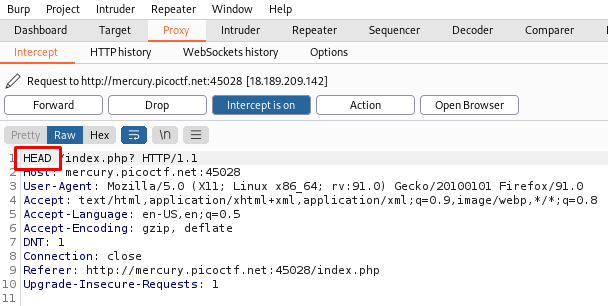 Burp Project Intruder Repeater Window Help
Dashboard Target Proxy Intruder Repeater Sequencer Decoder Comparer
Intercept HTTP history WebSockets history Options
Request to http://mercury.picoctf.net:45028 [18.189.209.142]
Forward Drop Intercept is on Action Open Browser
Pretty Raw Hex \n
1 HEAD /index.php? HTTP/1.1
2 Host: mercury.picoctf.net:45028
3 User-Agent: Mozilla/5.0 (X11; Linux x86_64; rv:91.0) Gecko/20100101 Firefox/91.0
4 Accept: text/html,application/xhtml+xml,application/xml;q=0.9,image/webp,*/*;q=0.8
5 Accept-Language: en-US,en;q=0.5
6 Accept-Encoding: gzip, deflate
7 DNT: 1
8 Connection: close
9 Referer: http://mercury.picoctf.net:45028/index.php
10 Upgrade-Insecure-Requests: 1
11